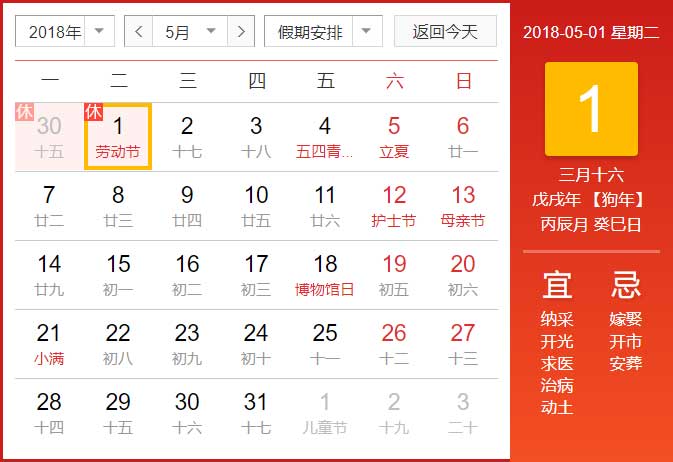 2018年 5月 假期安排 返回今天
一 二 三 四 五 六 日
休 休
30 1 2 3 4 5 6
十五 劳动节 十七 十八 五四青... 立夏 廿一
7 8 9 10 11 12 13
廿二 廿三 廿四 廿五 廿六 护士节 母亲节
14 15 16 17 18 19 20
廿九 初一 初二 初三 博物馆日 初五 初六
21 22 23 24 25 26 27
小满 初八 初九 初十 十一 十二 十三
28 29 30 31 1 2 3
十四 十五 十六 十七 儿童节 十九 二十
2018-05-01 星期二
1
三月十六
戊戌年 【狗年】
丙辰月 癸巳日
宜 忌
纳采 嫁娶
开光 开市
求医 安葬
治病
动土